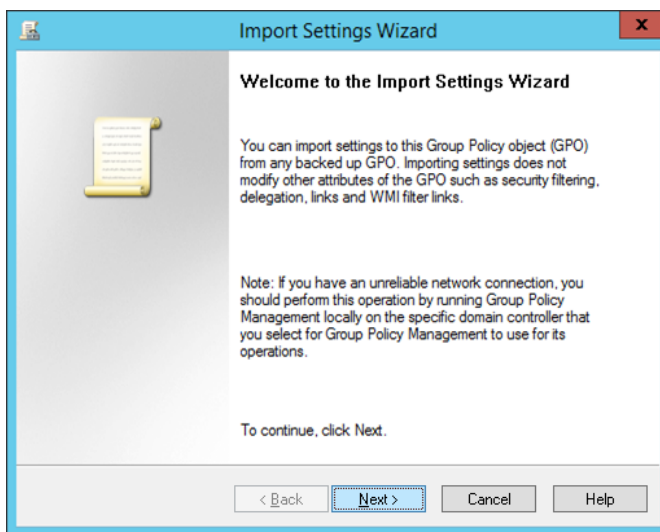 Import Settings Wizard
x
Welcome to the Import Settings Wizard
You can import settings to this Group Policy object (GPO)
from any backed up GPO. Importing settings does not
modify other attributes of the GPO such as security filtering,
delegation, links and WMI filter links.
Note: If you have an unreliable network connection, you
should perform this operation by running Group Policy
Management locally on the specific domain controller that
you select for Group Policy Management to use for its
operations.
To continue, click Next.
< Back Next > Cancel Help